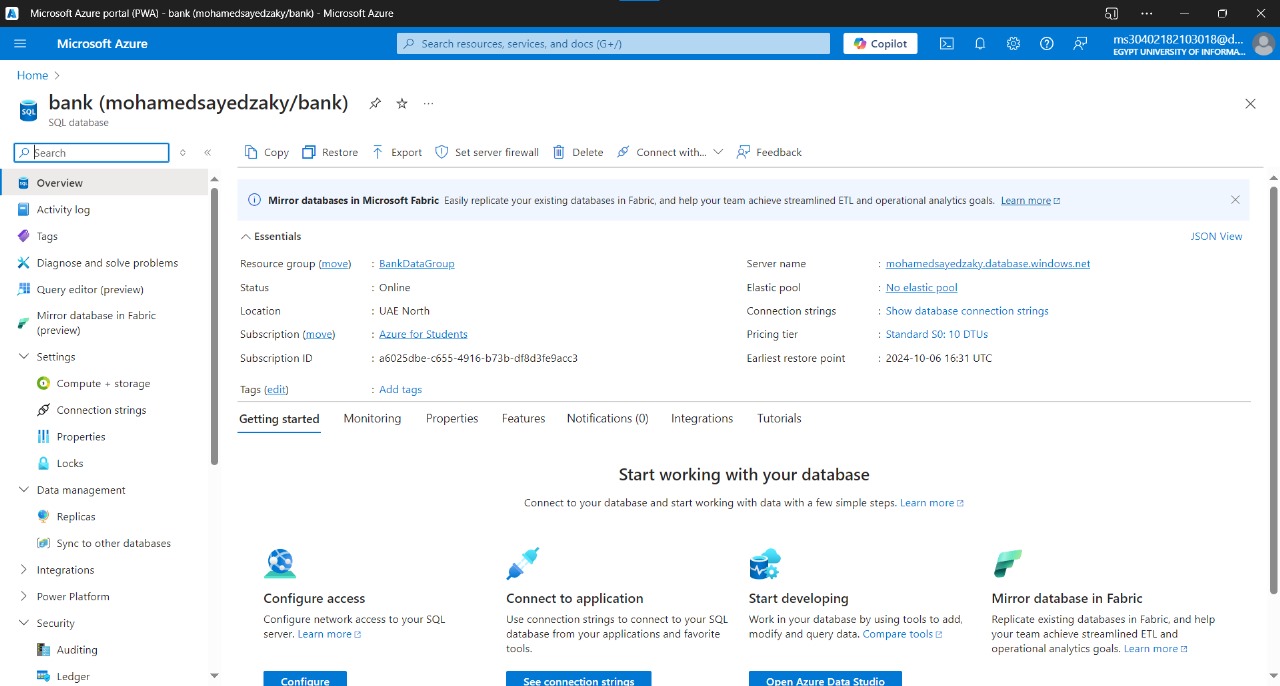 Microsoft Azure portal (PWA) - bank (mohamedsayedzaky/bank) - Microsoft Azure
Microsoft Azure
Search resources, services, and docs (G+/)
Copilot
ms30402182103018@d...
EGYPT UNIVERSITY OF INFORMA...
Home
bank (mohamedsayedzaky/bank)
SQL database
Search
Copy
Restore
Export
Set server firewall
Delete
Connect with...
Feedback
Overview
Activity log
Tags
Diagnose and solve problems
Query editor (preview)
Mirror database in Fabric
(preview)
Settings
Compute + storage
Connection strings
Properties
Locks
Data management
Replicas
Sync to other databases
Integrations
Power Platform
Security
Auditing
Ledger
Mirror databases in Microsoft Fabric Easily replicate your existing databases in Fabric, and help your team achieve streamlined ETL and operational analytics goals. Learn more
Essentials
JSON View
Resource group (move) : BankDataGroup
Status : Online
Location : UAE North
Subscription (move) : Azure for Students
Subscription ID : a6025dbe-c655-4916-b73b-df8d3fe9acc3
Server name : mohamedsayedzaky.database.windows.net
Elastic pool : No elastic pool
Connection strings : Show database connection strings
Pricing tier : Standard S0: 10 DTUs
Earliest restore point : 2024-10-06 16:31 UTC
Tags (edit) : Add tags
Getting started
Monitoring
Properties
Features
Notifications (0)
Integrations
Tutorials
Start working with your database
Connect to your database and start working with data with a few simple steps. Learn more
Configure access
Configure network access to your SQL
server. Learn more
Configure
Connect to application
Use connection strings to connect to your SQL
database from your applications and favorite
tools.
See connection strings
Start developing
Work in your database by using tools to add,
modify and query data. Compare tools
Open Azure Data Studio
Mirror database in Fabric
Replicate existing databases in Fabric, and help
your team achieve streamlined ETL and
operational analytics goals. Learn more